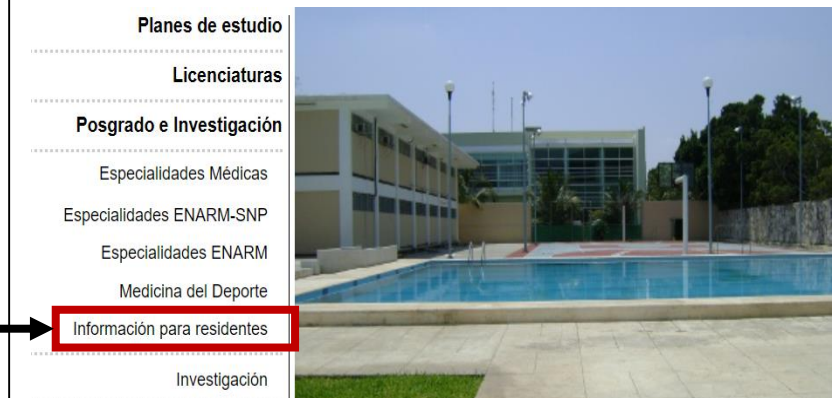 Planes de estudio
Licenciaturas
Posgrado e Investigación
Especialidades Médicas
Especialidades ENARM-SNP
Especialidades ENARM
Medicina del Deporte
Información para residentes
Investigación